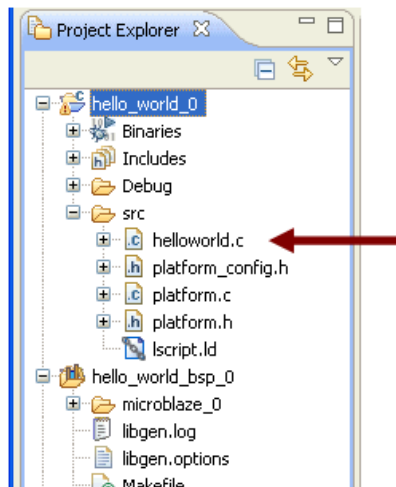 Project Explorer
hello_world_0
Binaries
Includes
Debug
src
helloworld.c
platform_config.h
platform.c
platform.h
lscript.ld
hello_world_bsp_0
microblaze_0
libgen.log
libgen.options
Makefile